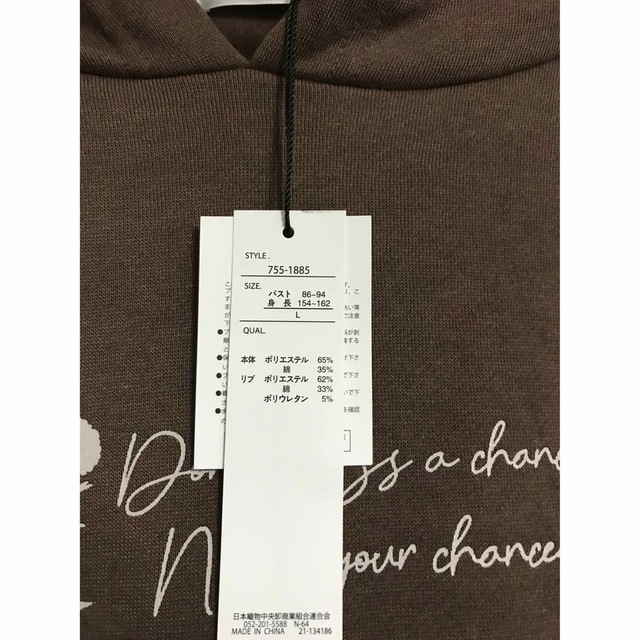 STYLE .
755-1885
SIZE. バスト 86~94
身 長 154~162
L
QUAL.
本体 ポリエステル 65%
綿 35%
リブ ポリエステル 62%
綿 33%
ポリウレタン 5%
a chanc
your chance
日本織物中央卸商業組合連合会
052-201-5588 N-64
MADE IN CHINA 21-134186